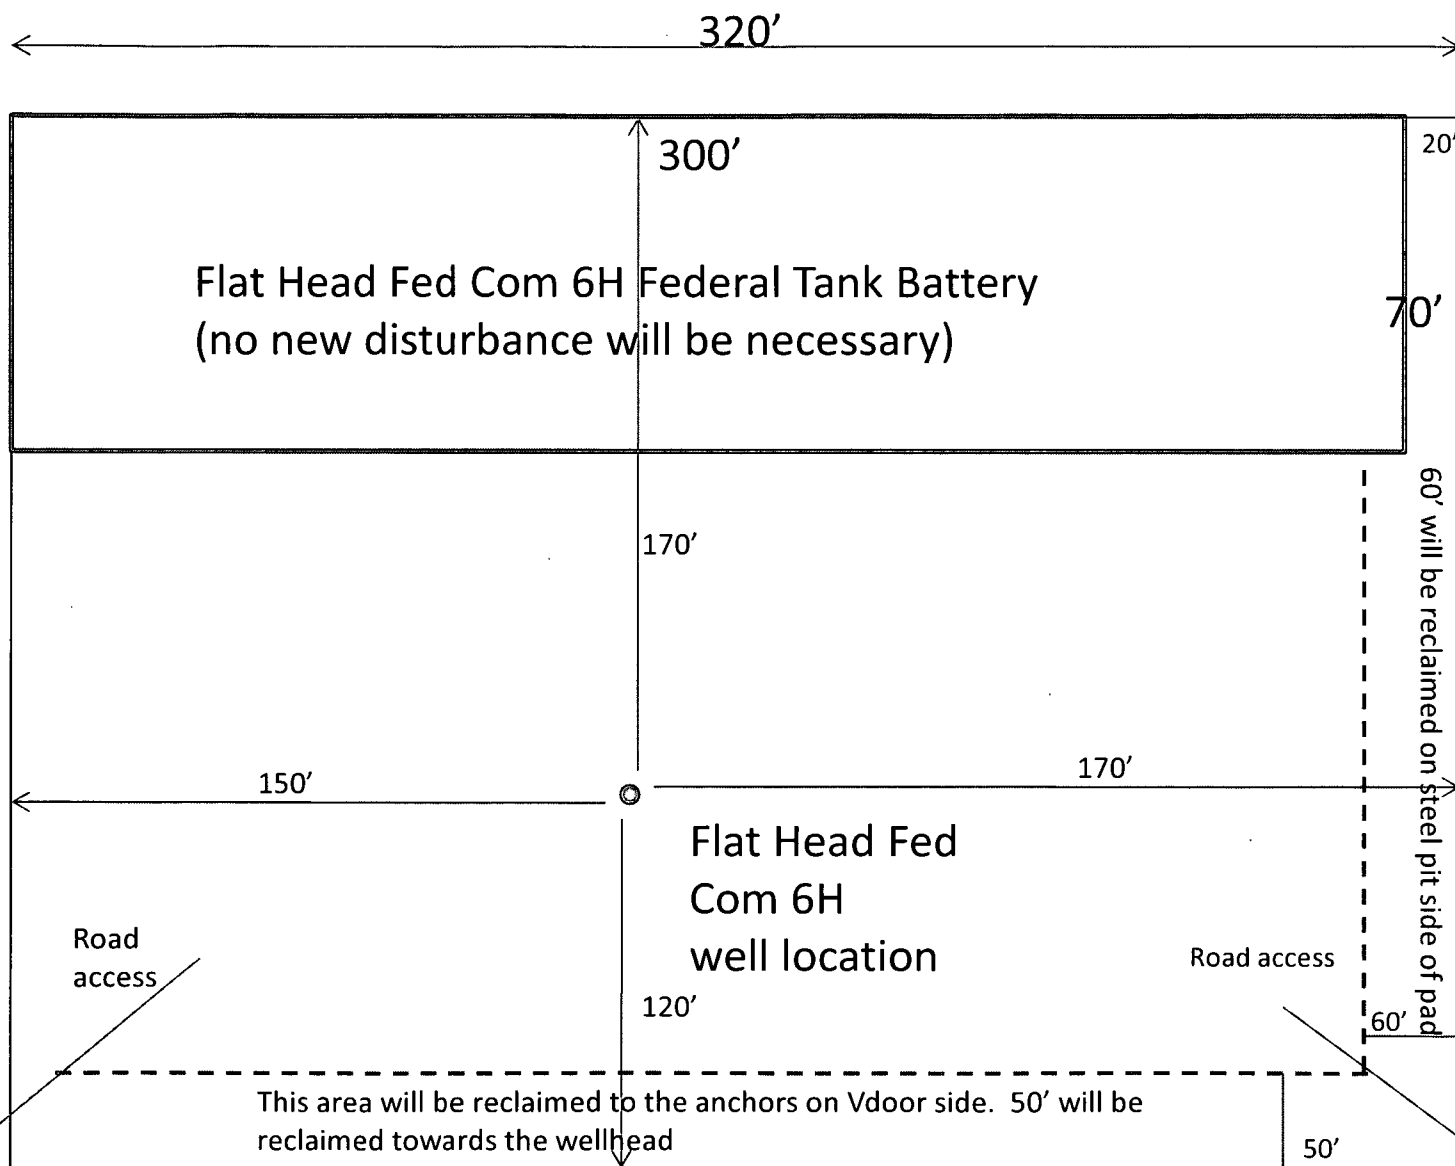 320’
300’
20’
Flat Head Fed Com 6H Federal Tank Battery
(no new disturbance will be necessary)
70’
170’
60’ will be reclaimed on steel pit side of pad
150’
170’
Flat Head Fed
Com 6H
well location
Road
access
Road access
120’
60’
This area will be reclaimed to the anchors on Vdoor side. 50’ will be
reclaimed towards the wellhead
50’